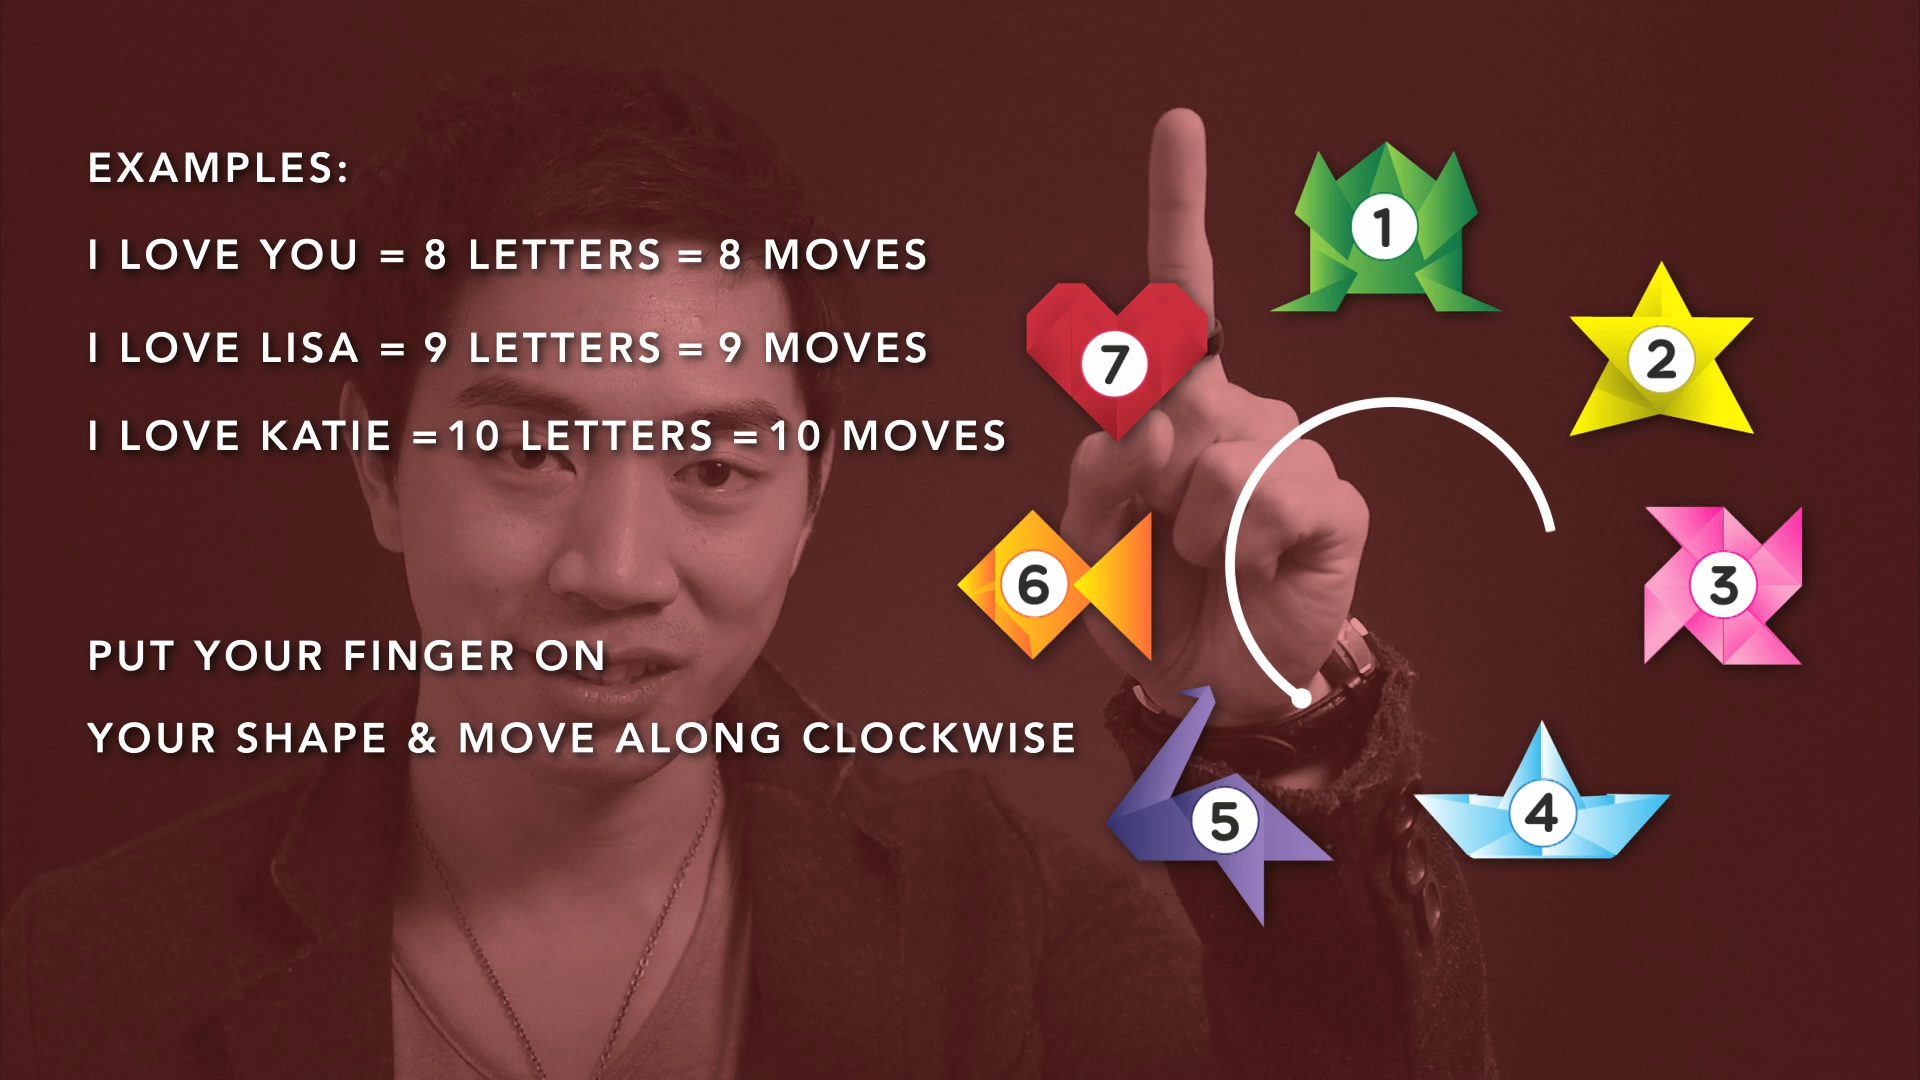 EXAMPLES:
I LOVE YOU = 8 LETTERS = 8 MOVES
I LOVE LISA = 9 LETTERS = 9 MOVES
I LOVE KATIE =10 LETTERS =10 MOVES
PUT YOUR FINGER ON
YOUR SHAPE & MOVE ALONG CLOCKWISE
1
2
3
4
5
6
7